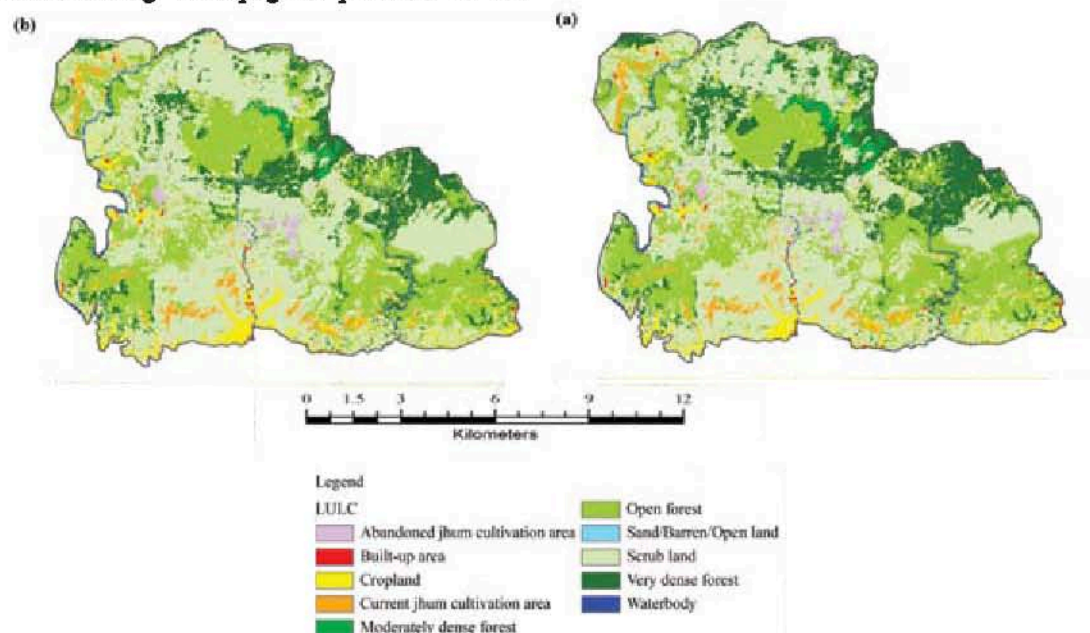 (b)
(a)
0 1.5 3 6 9 12
Kilometers
Legend
LULC
Abandoned jhum cultivation area
Built-up area
Cropland
Current jhum cultivation area
Moderately dense forest
Open forest
Sand/Barren/Open land
Scrub land
Very dense forest
Waterbody